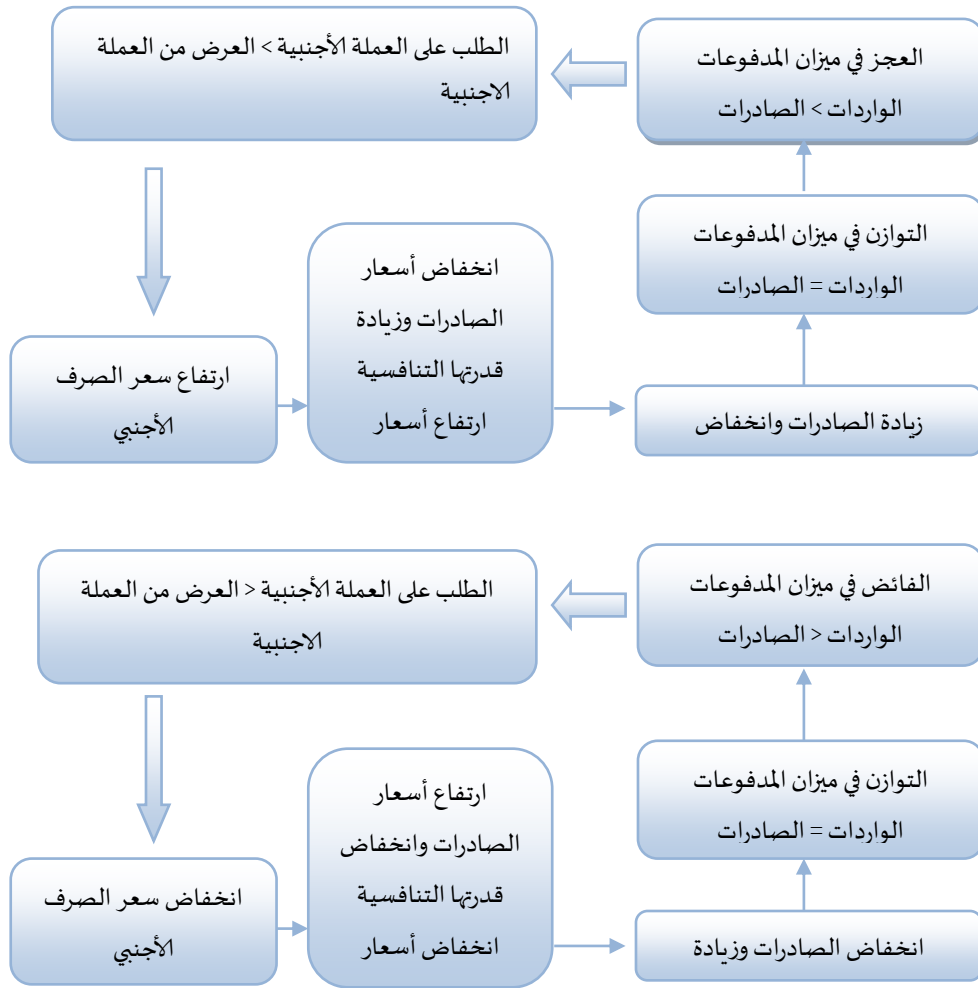 العجز في ميزان المدفوعات
الواردات > الصادرات
الطلب على العملة الأجنبية > العرض من العملة
الاجنبية
التوازن في ميزان المدفوعات
الواردات = الصادرات
انخفاض أسعار
الصادرات وزيادة
قدرتها التنافسية
ارتفاع أسعار
ارتفاع سعر الصرف
الأجنبي
زيادة الصادرات وانخفاض
الفائض في ميزان المدفوعات
الواردات < الصادرات
الطلب على العملة الأجنبية < العرض من العملة
الاجنبية
التوازن في ميزان المدفوعات
الواردات = الصادرات
ارتفاع أسعار
الصادرات وانخفاض
قدرتها التنافسية
انخفاض أسعار
انخفاض سعر الصرف
الأجنبي
انخفاض الصادرات وزيادة